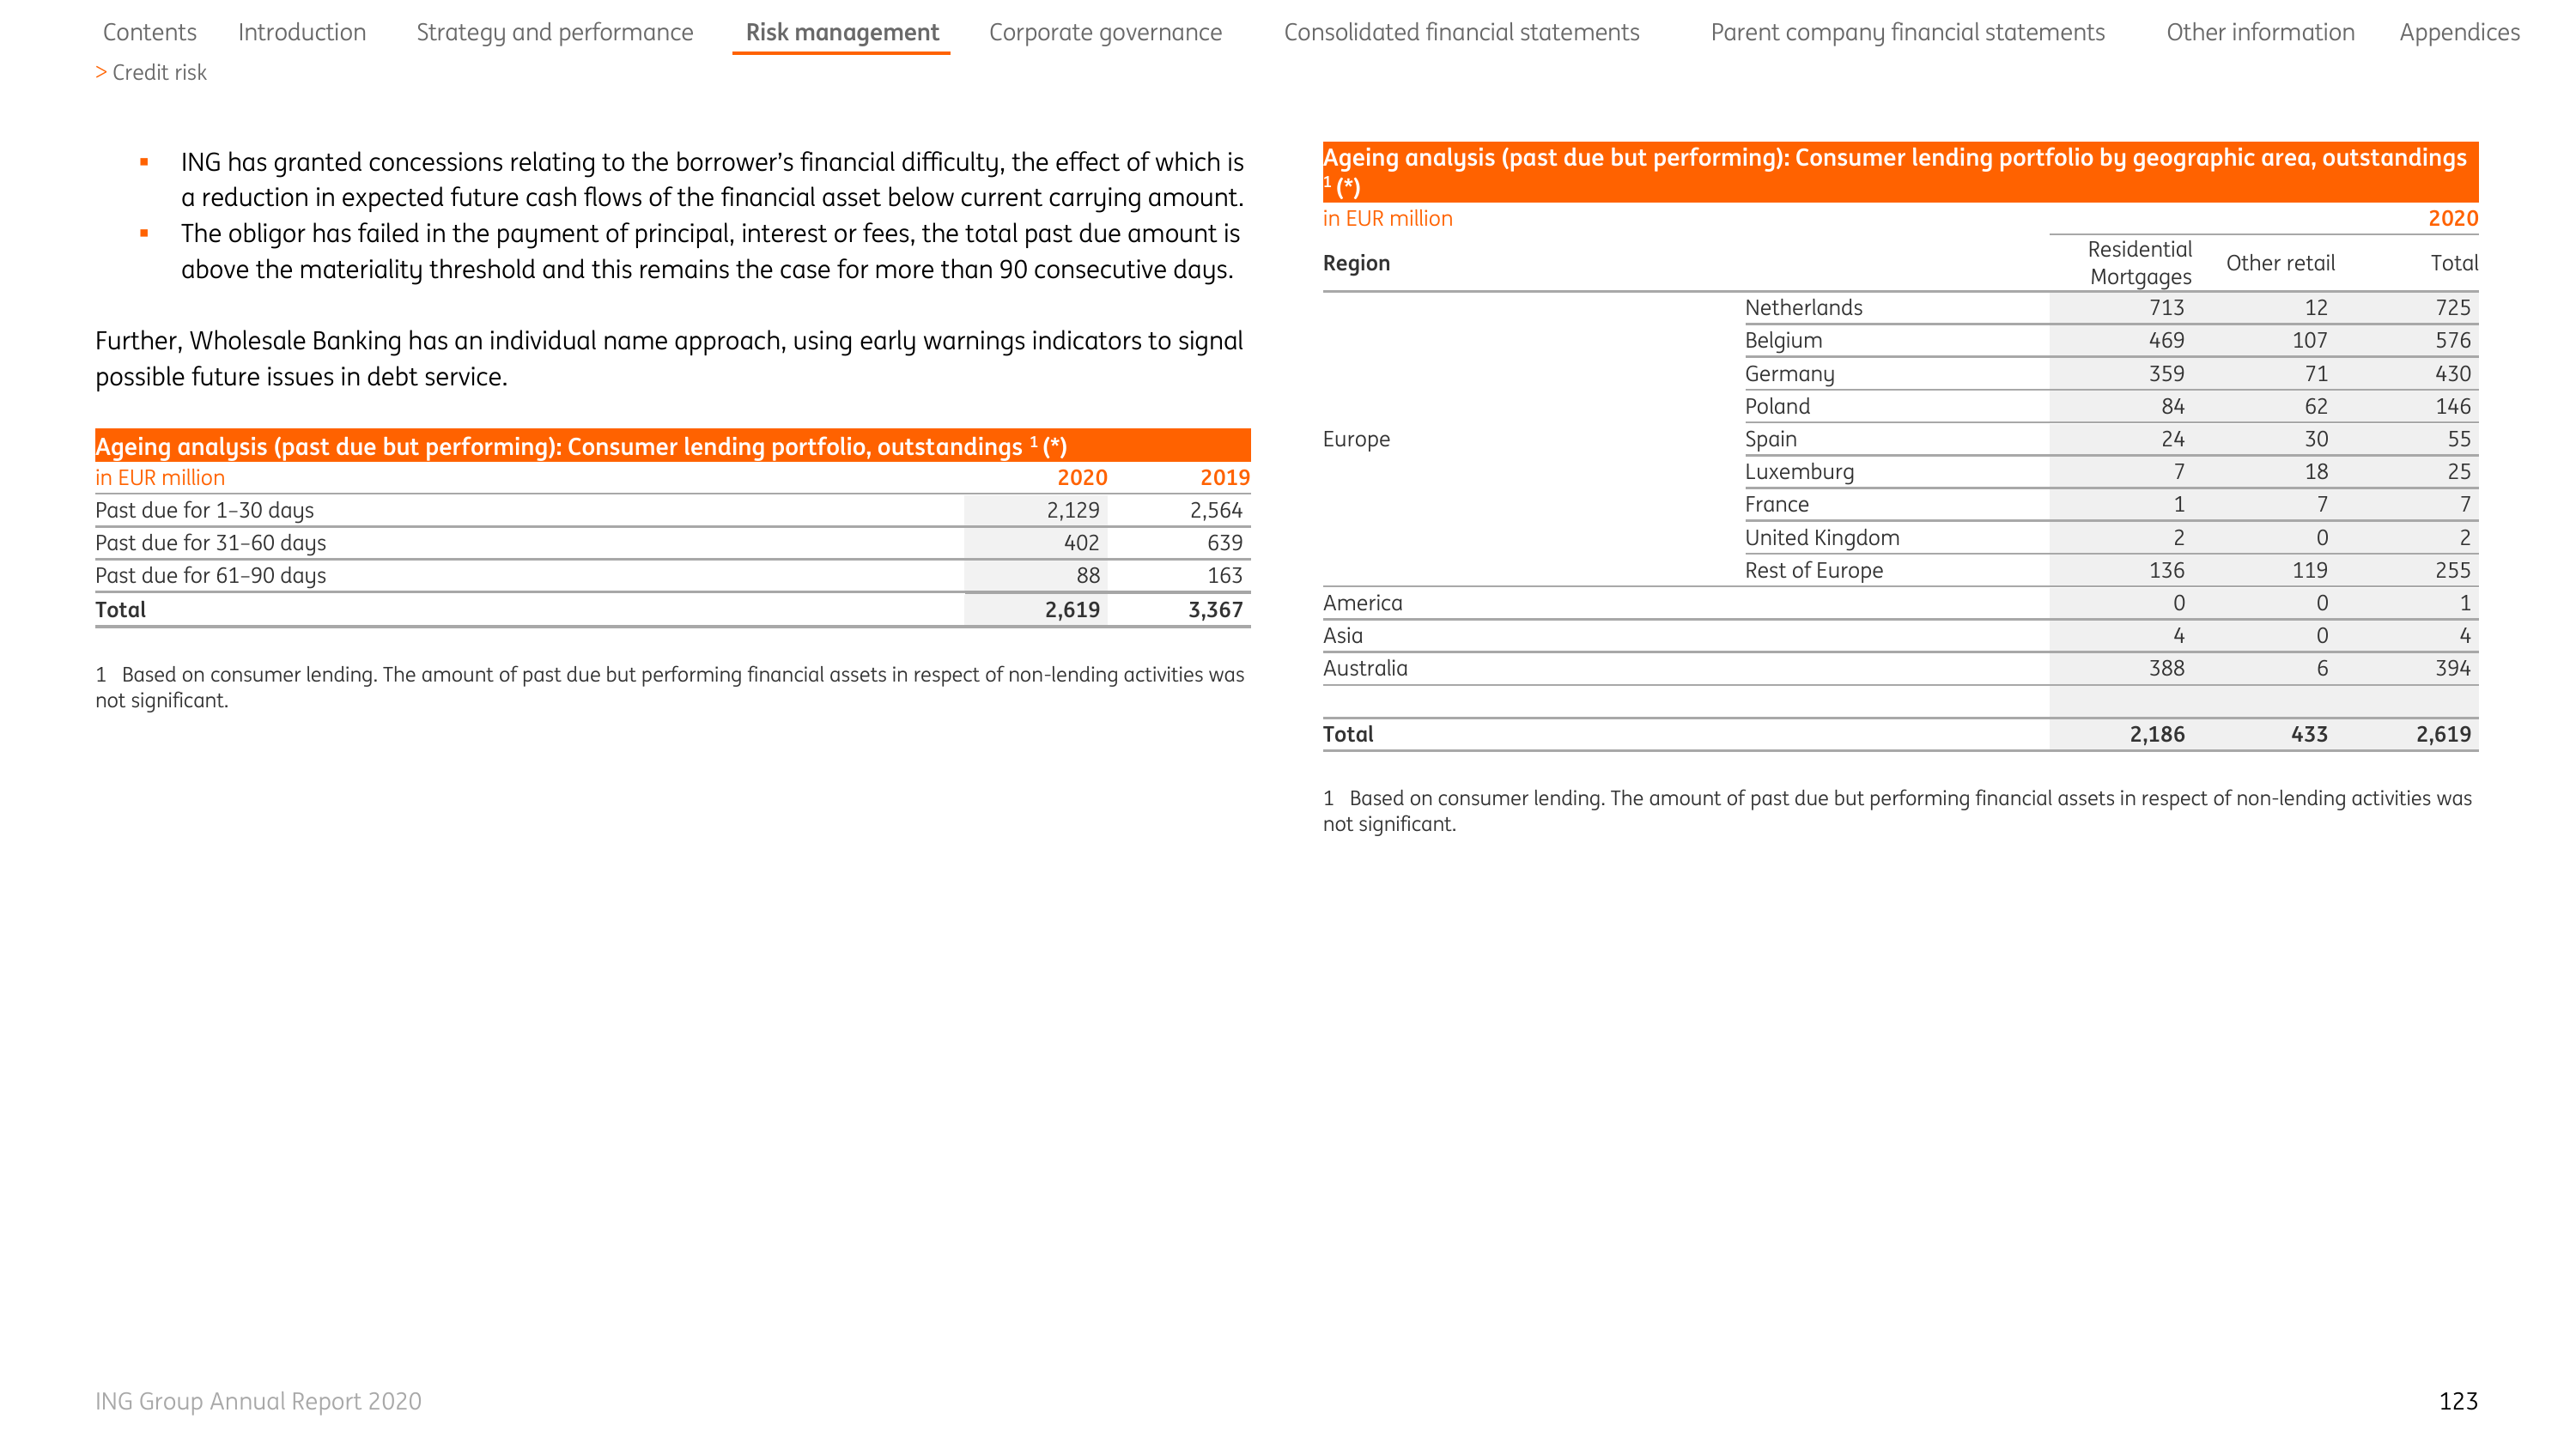 Contents Introduction Strategy and performance Risk management Corporate governance Consolidated financial statements Parent company financial statements Other information Appendices
> Credit risk
▪ ING has granted concessions relating to the borrower’s financial difficulty, the effect of which is
a reduction in expected future cash flows of the financial asset below current carrying amount.
▪ The obligor has failed in the payment of principal, interest or fees, the total past due amount is
above the materiality threshold and this remains the case for more than 90 consecutive days.
Further, Wholesale Banking has an individual name approach, using early warnings indicators to signal
possible future issues in debt service.
Ageing analysis (past due but performing): Consumer lending portfolio, outstandings ¹ (*)
in EUR million 2020 2019
Past due for 1–30 days 2,129 2,564
Past due for 31–60 days 402 639
Past due for 61–90 days 88 163
Total 2,619 3,367
1 Based on consumer lending. The amount of past due but performing financial assets in respect of non-lending activities was
not significant.
Ageing analysis (past due but performing): Consumer lending portfolio by geographic area, outstandings
¹ (*)
in EUR million 2020
Region Residential Mortgages Other retail Total
Netherlands 713 12 725
Belgium 469 107 576
Germany 359 71 430
Poland 84 62 146
Europe Spain 24 30 55
Luxemburg 7 18 25
France 1 7 7
United Kingdom 2 0 2
Rest of Europe 136 119 255
America 0 0 1
Asia 4 0 4
Australia 388 6 394
Total 2,186 433 2,619
1 Based on consumer lending. The amount of past due but performing financial assets in respect of non-lending activities was
not significant.
ING Group Annual Report 2020 123